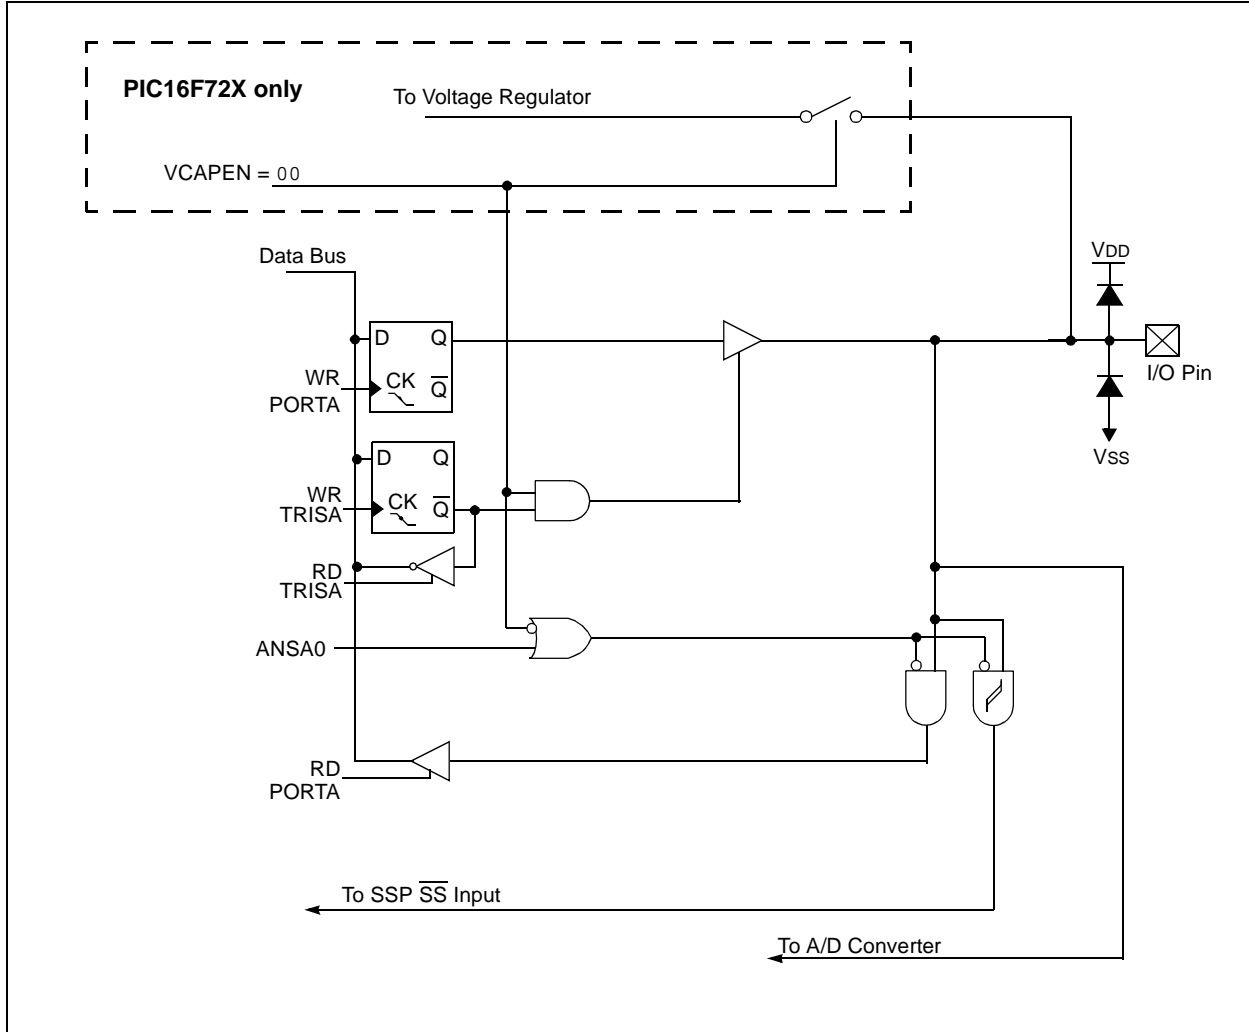 PIC16F72X only
To Voltage Regulator
VCAPEN = 00
Data Bus
VDD
D Q
WR
PORTA
CK Q̅
I/O Pin
VSS
D Q
WR
TRISA
CK Q̅
RD
TRISA
ANSA0
RD
PORTA
To SSP S̅S̅ Input
To A/D Converter